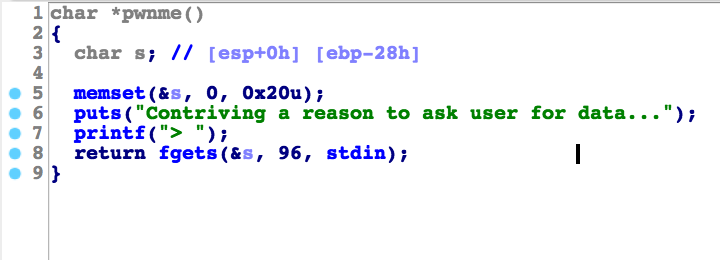 1 char *pwnme()
2 {
3   char s; // [esp+0h] [ebp-28h]
4
5   memset(&s, 0, 0x20u);
6   puts("Contriving a reason to ask user for data...");
7   printf("> ");
8   return fgets(&s, 96, stdin);
9 }